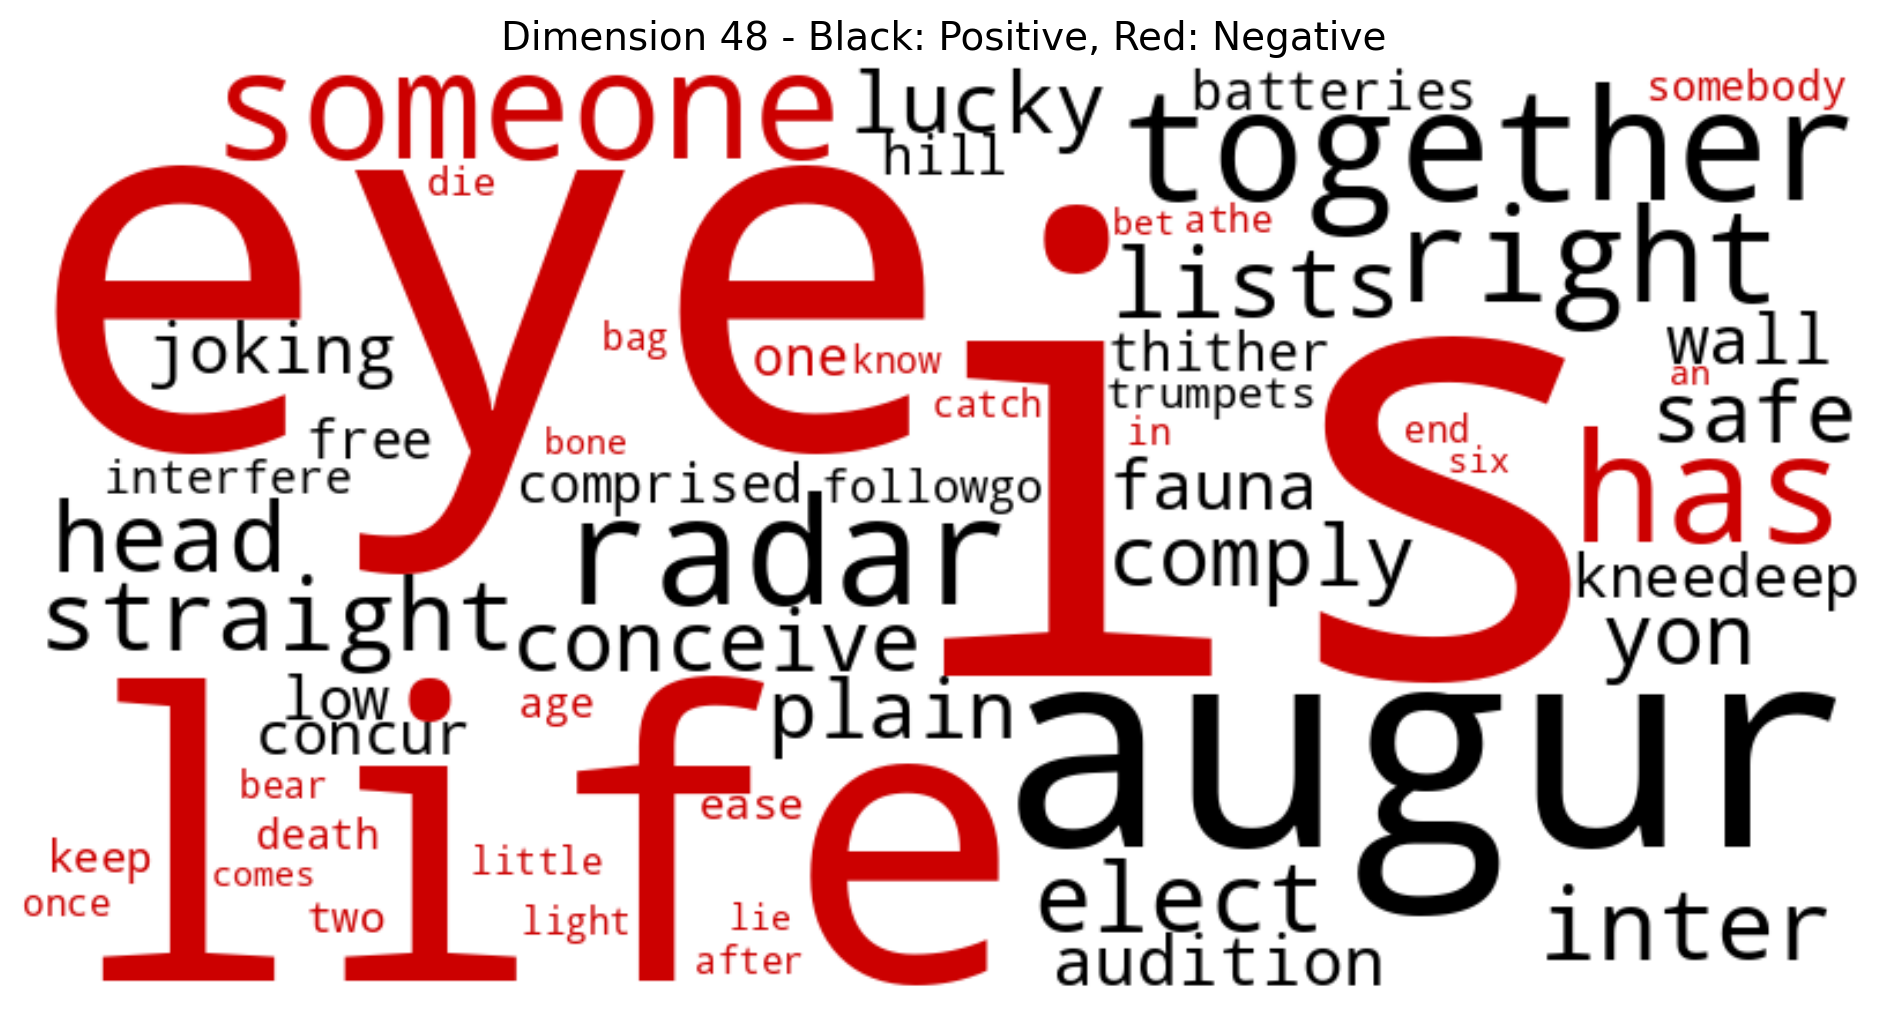 Dimension 48 - Black: Positive, Red: Negative
someone
lucky
batteries
somebody
hill
together
die
eye
is
bet
athe
right
lists
joking
bag
one
know
thither
wall
an
catch
trumpets
safe
free
bone
in
end
six
has
interfere
comprised
followgo
fauna
head
radar
comply
kneedeep
straight
conceive
yon
low
age
plain
augur
concur
life
bear
ease
death
keep
comes
little
elect
once
two
light
lie
inter
after
audition